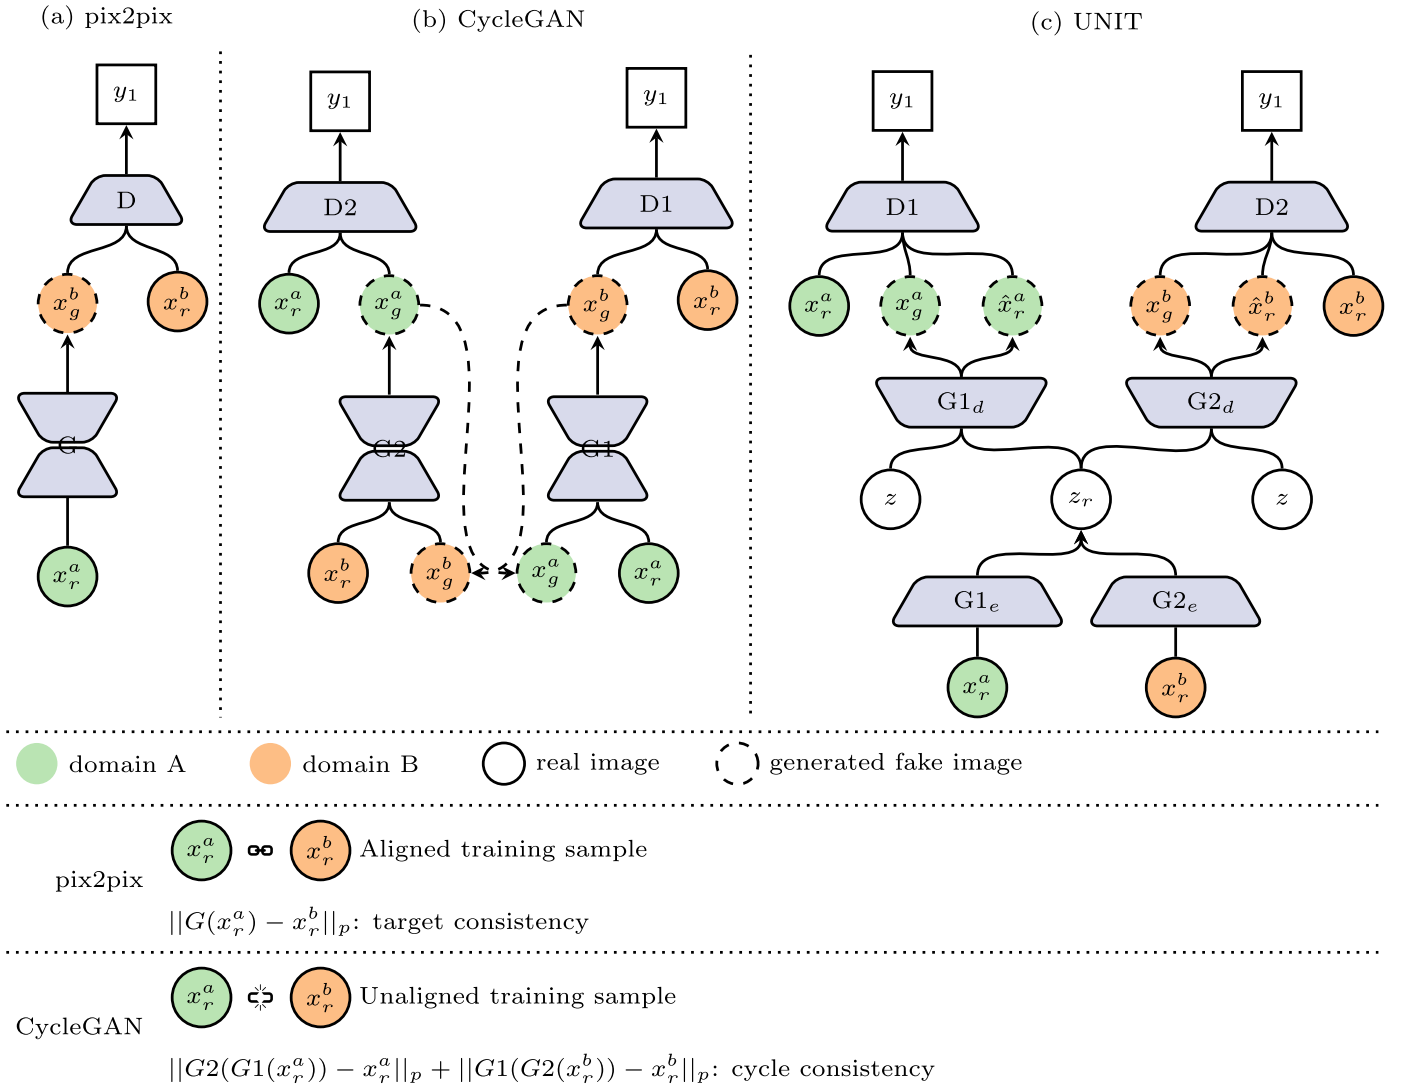 (a) pix2pix
(b) CycleGAN
(c) UNIT
y₁ y₁ y₁ y₁ y₁
D D2 D1 D1 D2
x_g^b x_r^b x_r^a x_g^a x_g^b x_r^b x_r^a x_g^a x̂_r^a x_g^b x̂_r^b x_r^b
G1_d G2_d
G G2 G1
z z_r z
x_r^a x_r^b x_g^b x_g^a x_r^a
G1_e G2_e
x_r^a x_r^b
domain A domain B real image generated fake image
x_r^a x_r^b Aligned training sample
pix2pix
||G(x_r^a) − x_r^b||_p: target consistency
x_r^a x_r^b Unaligned training sample
CycleGAN
||G2(G1(x_r^a)) − x_r^a||_p + ||G1(G2(x_r^b)) − x_r^b||_p: cycle consistency